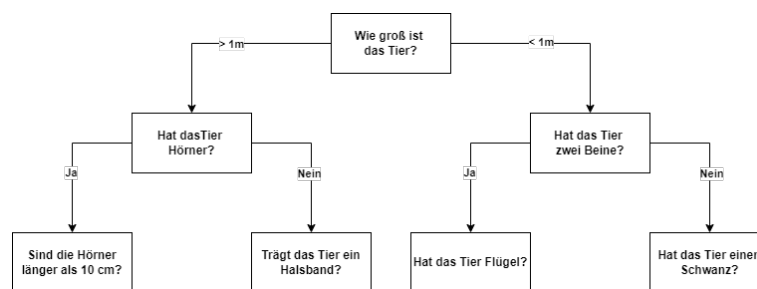 Wie groß ist
das Tier?
> 1m
< 1m
Hat dasTier
Hörner?
Hat das Tier
zwei Beine?
Ja
Nein
Ja
Nein
Sind die Hörner
länger als 10 cm?
Trägt das Tier ein
Halsband?
Hat das Tier Flügel?
Hat das Tier einen
Schwanz?